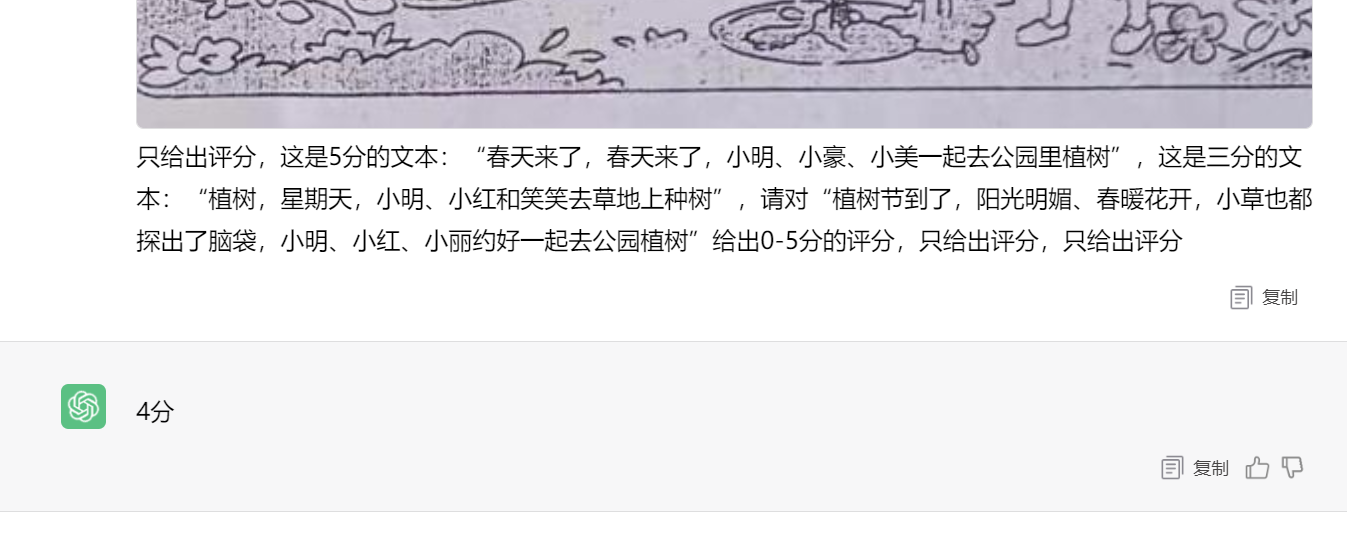 只给出评分，这是5分的文本：“春天来了，春天来了，小明、小豪、小美一起去公园里植树”，这是三分的文
本：“植树，星期天，小明、小红和笑笑去草地上种树”，请对“植树节到了，阳光明媚、春暖花开，小草也都
探出了脑袋，小明、小红、小丽约好一起去公园植树”给出0-5分的评分，只给出评分，只给出评分
复制
4分
复制